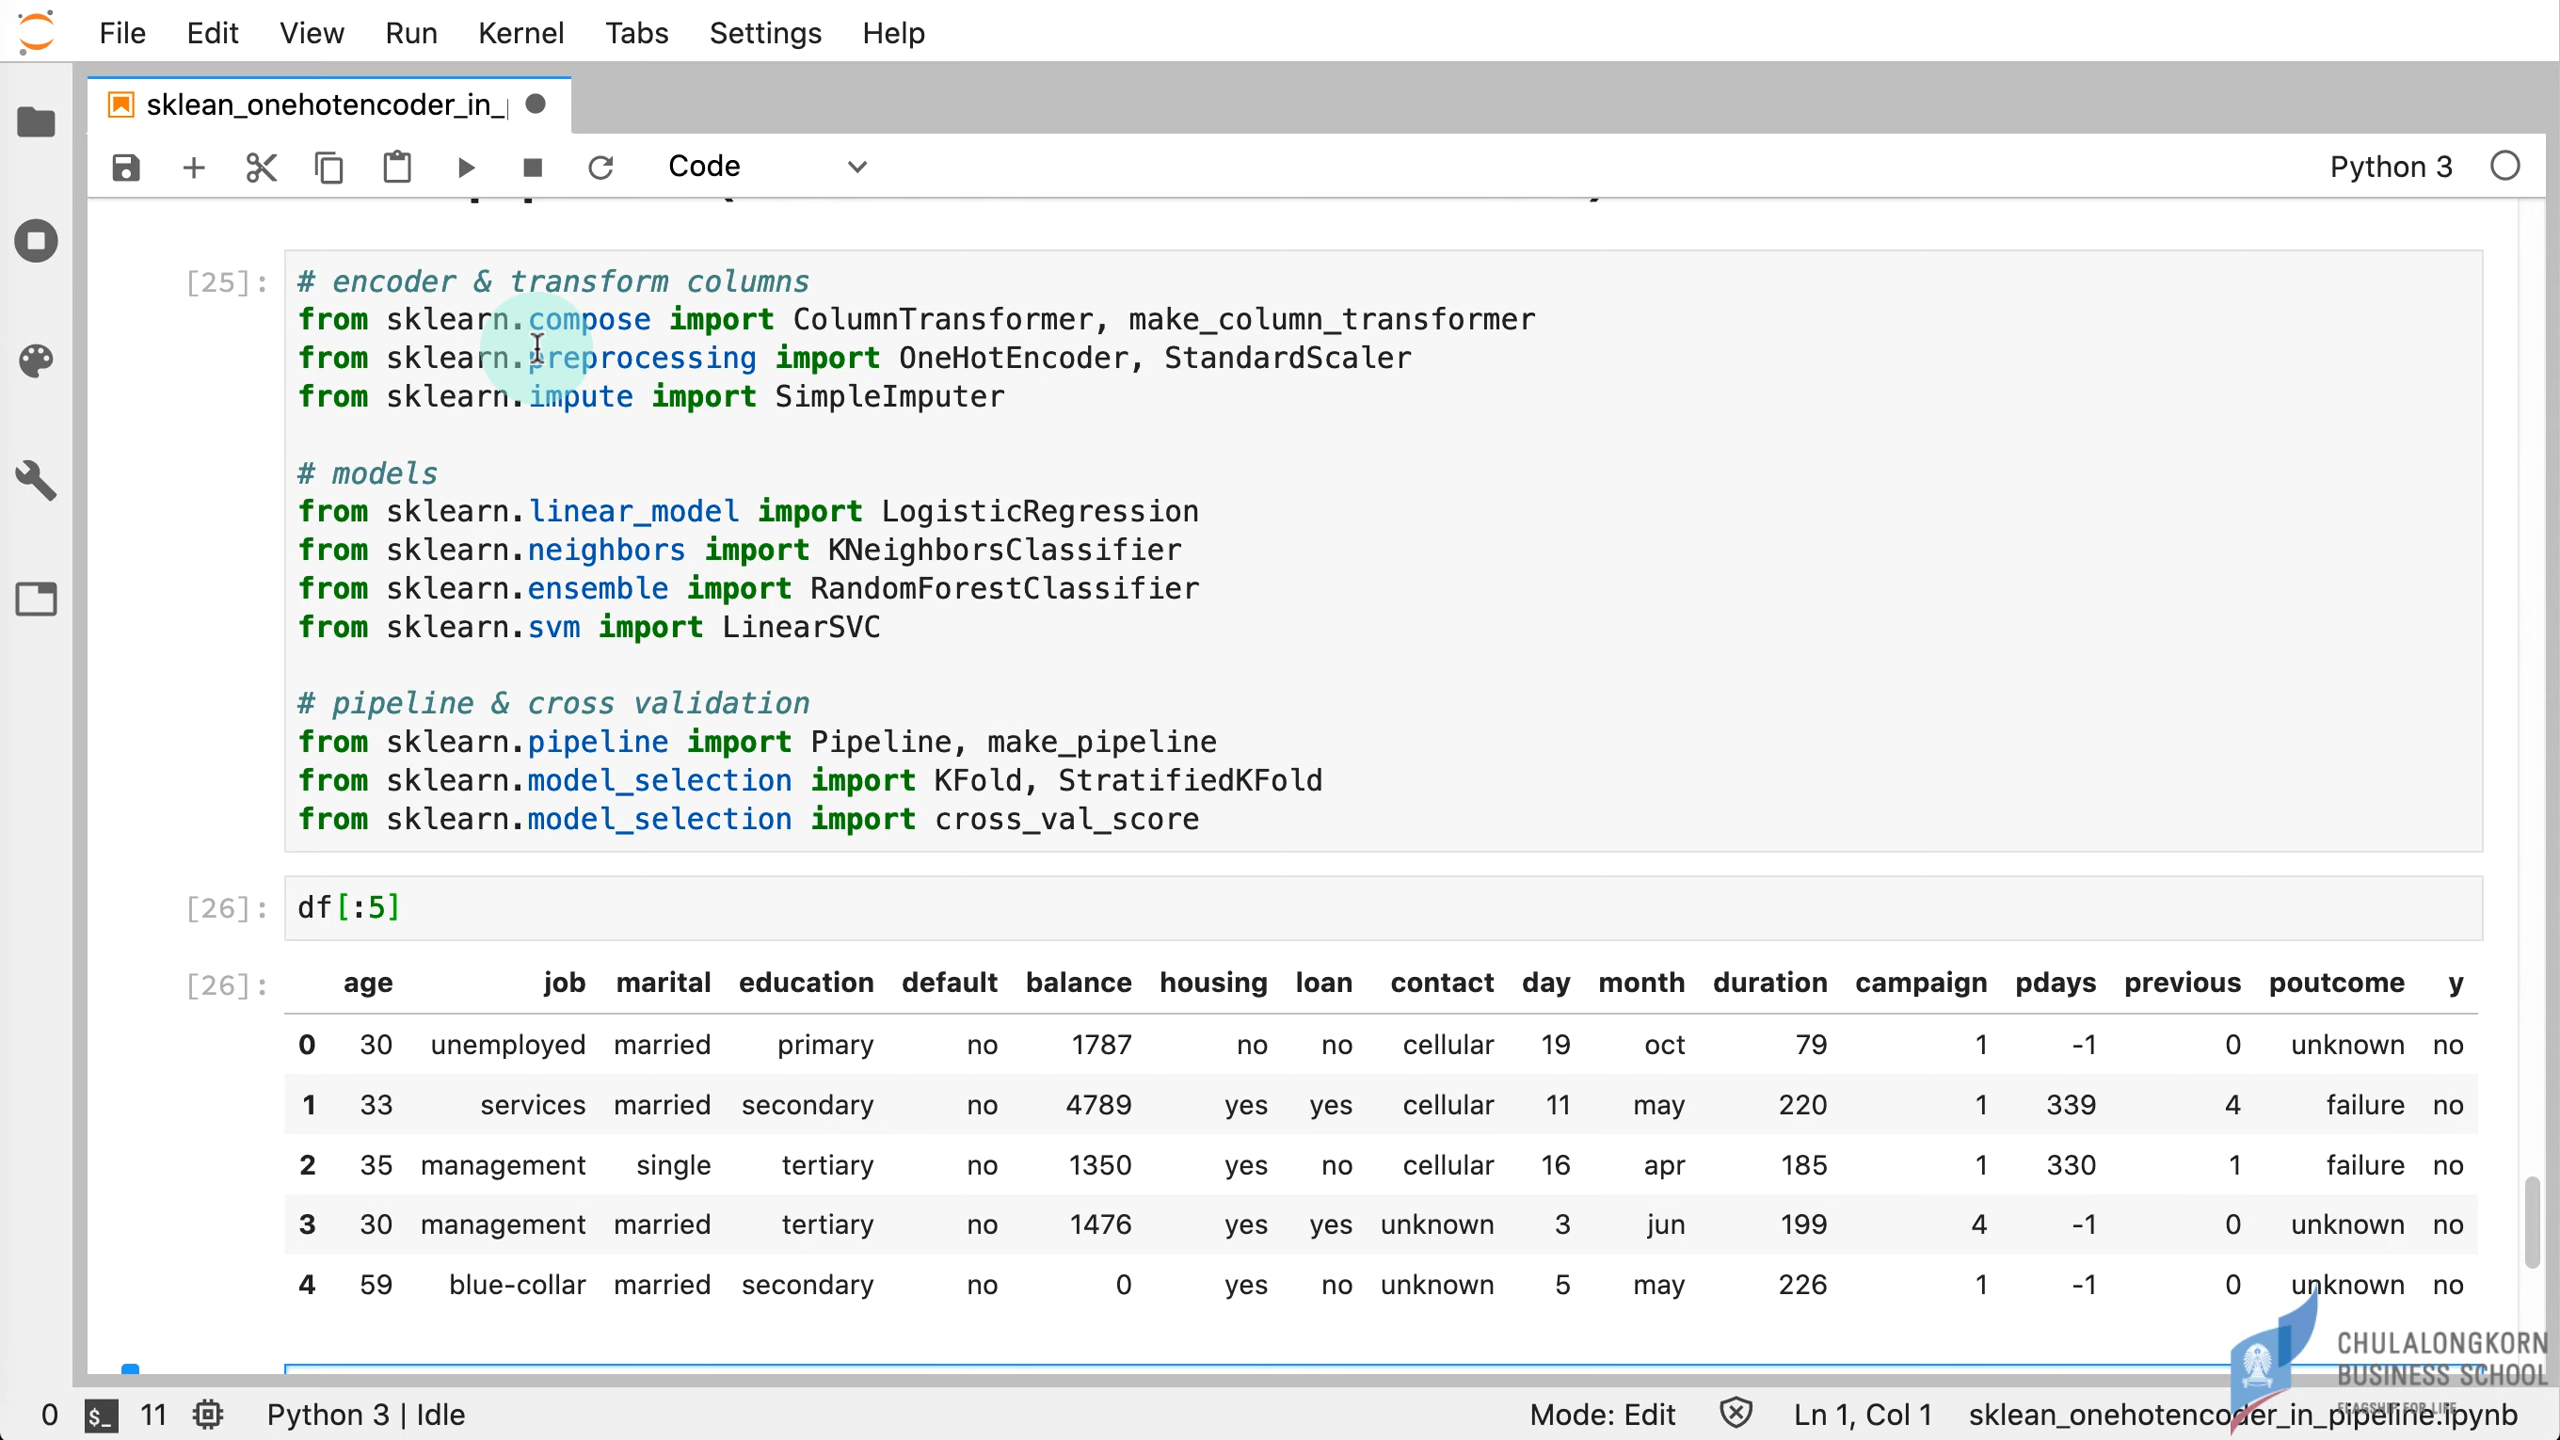 File Edit View Run Kernel Tabs Settings Help
sklean_onehotencoder_in_
Code
Python 3
[25]: # encoder & transform columns
from sklearn.compose import ColumnTransformer, make_column_transformer
from sklearn.preprocessing import OneHotEncoder, StandardScaler
from sklearn.impute import SimpleImputer
# models
from sklearn.linear_model import LogisticRegression
from sklearn.neighbors import KNeighborsClassifier
from sklearn.ensemble import RandomForestClassifier
from sklearn.svm import LinearSVC
# pipeline & cross validation
from sklearn.pipeline import Pipeline, make_pipeline
from sklearn.model_selection import KFold, StratifiedKFold
from sklearn.model_selection import cross_val_score
[26]: df[:5]
[26]: age job marital education default balance housing loan contact day month duration campaign pdays previous poutcome y
0 30 unemployed married primary no 1787 no no cellular 19 oct 79 1 -1 0 unknown no
1 33 services married secondary no 4789 yes yes cellular 11 may 220 1 339 4 failure no
2 35 management single tertiary no 1350 yes no cellular 16 apr 185 1 330 1 failure no
3 30 management married tertiary no 1476 yes yes unknown 3 jun 199 4 -1 0 unknown no
4 59 blue-collar married secondary no 0 yes no unknown 5 may 226 1 -1 0 unknown no
CHULALONGKORN
BUSINESS SCHOOL
FLAGSHIP FOR LIFE
0 $_ 11 Python 3 | Idle Mode: Edit Ln 1, Col 1 sklean_onehotencoder_in_pipeline.ipynb